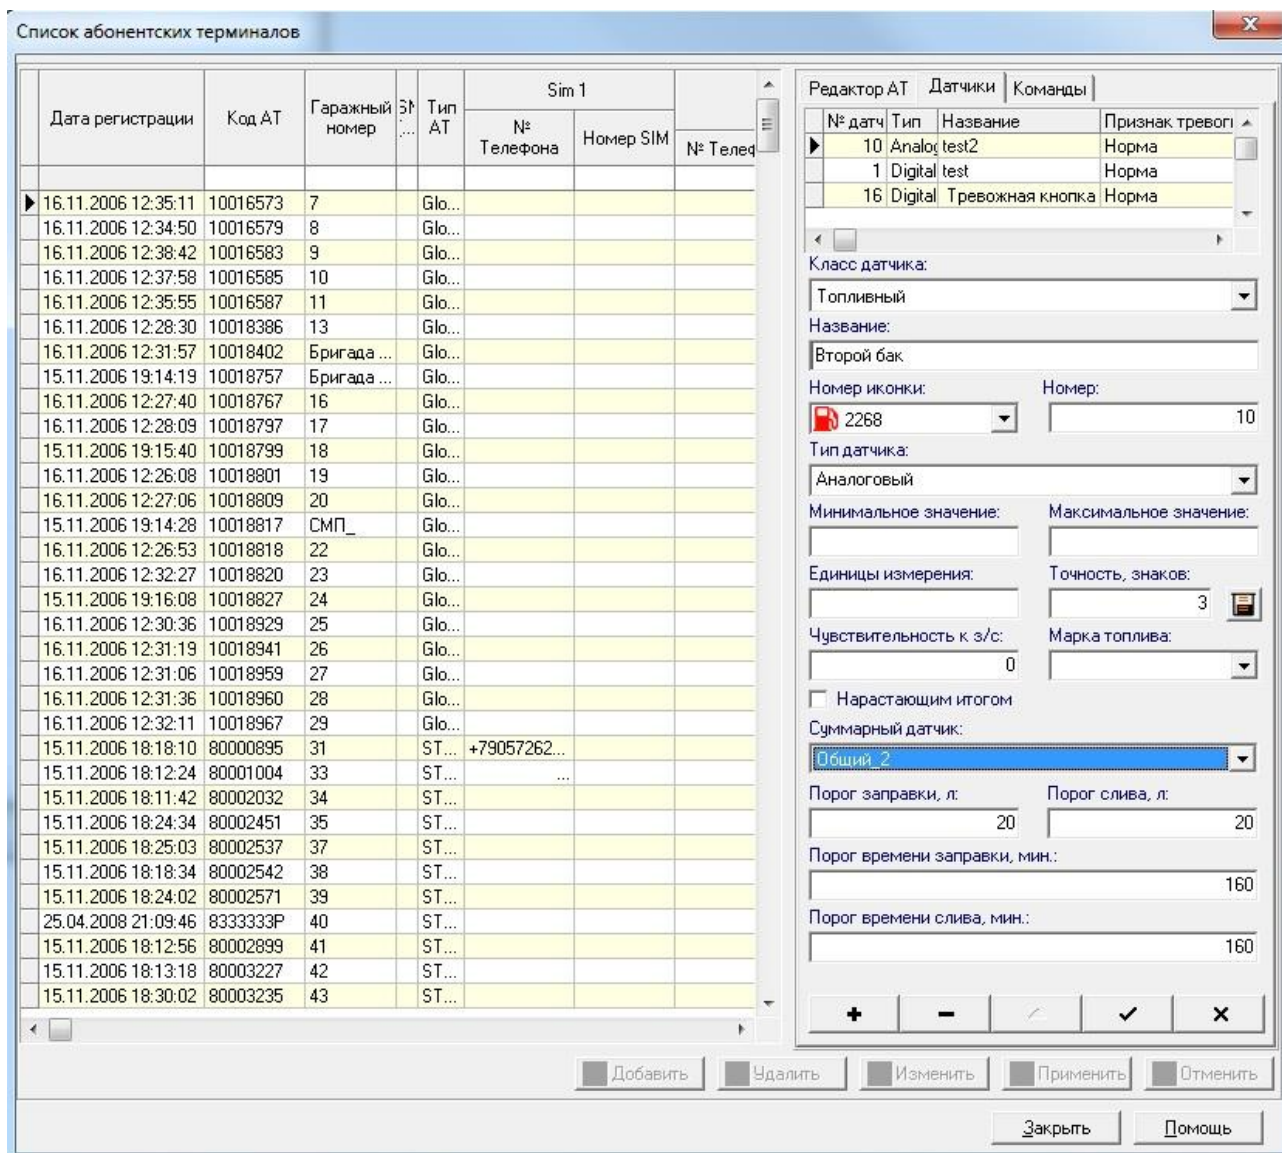 Список абонентских терминалов
Дата регистрации Код АТ Гаражный номер Тип АТ Sim 1
№ Телефона Номер SIM № Телеф
16.11.2006 12:35:11 10016573 7 Glo...
16.11.2006 12:34:50 10016579 8 Glo...
16.11.2006 12:38:42 10016583 9 Glo...
16.11.2006 12:37:58 10016585 10 Glo...
16.11.2006 12:35:55 10016587 11 Glo...
16.11.2006 12:28:30 10018386 13 Glo...
16.11.2006 12:31:57 10018402 Бригада ... Glo...
15.11.2006 19:14:19 10018757 Бригада ... Glo...
16.11.2006 12:27:40 10018767 16 Glo...
16.11.2006 12:28:09 10018797 17 Glo...
15.11.2006 19:15:40 10018799 18 Glo...
16.11.2006 12:26:08 10018801 19 Glo...
16.11.2006 12:27:06 10018809 20 Glo...
15.11.2006 19:14:28 10018817 СМП_ Glo...
16.11.2006 12:26:53 10018818 22 Glo...
16.11.2006 12:32:27 10018820 23 Glo...
15.11.2006 19:16:08 10018827 24 Glo...
16.11.2006 12:30:36 10018929 25 Glo...
16.11.2006 12:31:19 10018941 26 Glo...
16.11.2006 12:31:06 10018959 27 Glo...
16.11.2006 12:31:36 10018960 28 Glo...
16.11.2006 12:32:11 10018967 29 Glo...
15.11.2006 18:18:10 80000895 31 ST... +79057262...
15.11.2006 18:12:24 80001004 33 ST... ...
15.11.2006 18:11:42 80002032 34 ST...
15.11.2006 18:24:34 80002451 35 ST...
15.11.2006 18:25:03 80002537 37 ST...
15.11.2006 18:18:34 80002542 38 ST...
15.11.2006 18:24:02 80002571 39 ST...
25.04.2008 21:09:46 8333333P 40 ST...
15.11.2006 18:12:56 80002899 41 ST...
15.11.2006 18:13:18 80003227 42 ST...
15.11.2006 18:30:02 80003235 43 ST...
Редактор АТ Датчики Команды
№ датч Тип Название Признак тревоги
10 Analog test2 Норма
1 Digital test Норма
16 Digital Тревожная кнопка Норма
Класс датчика:
Топливный
Название:
Второй бак
Номер иконки: Номер:
2268 10
Тип датчика:
Аналоговый
Минимальное значение: Максимальное значение:
Единицы измерения: Точность, знаков:
3
Чувствительность к з/с: Марка топлива:
0
Нарастающим итогом
Суммарный датчик:
Общий_2
Порог заправки, л: Порог слива, л:
20 20
Порог времени заправки, мин.:
160
Порог времени слива, мин.:
160
Добавить Удалить Изменить Применить Отменить
Закрыть Помощь